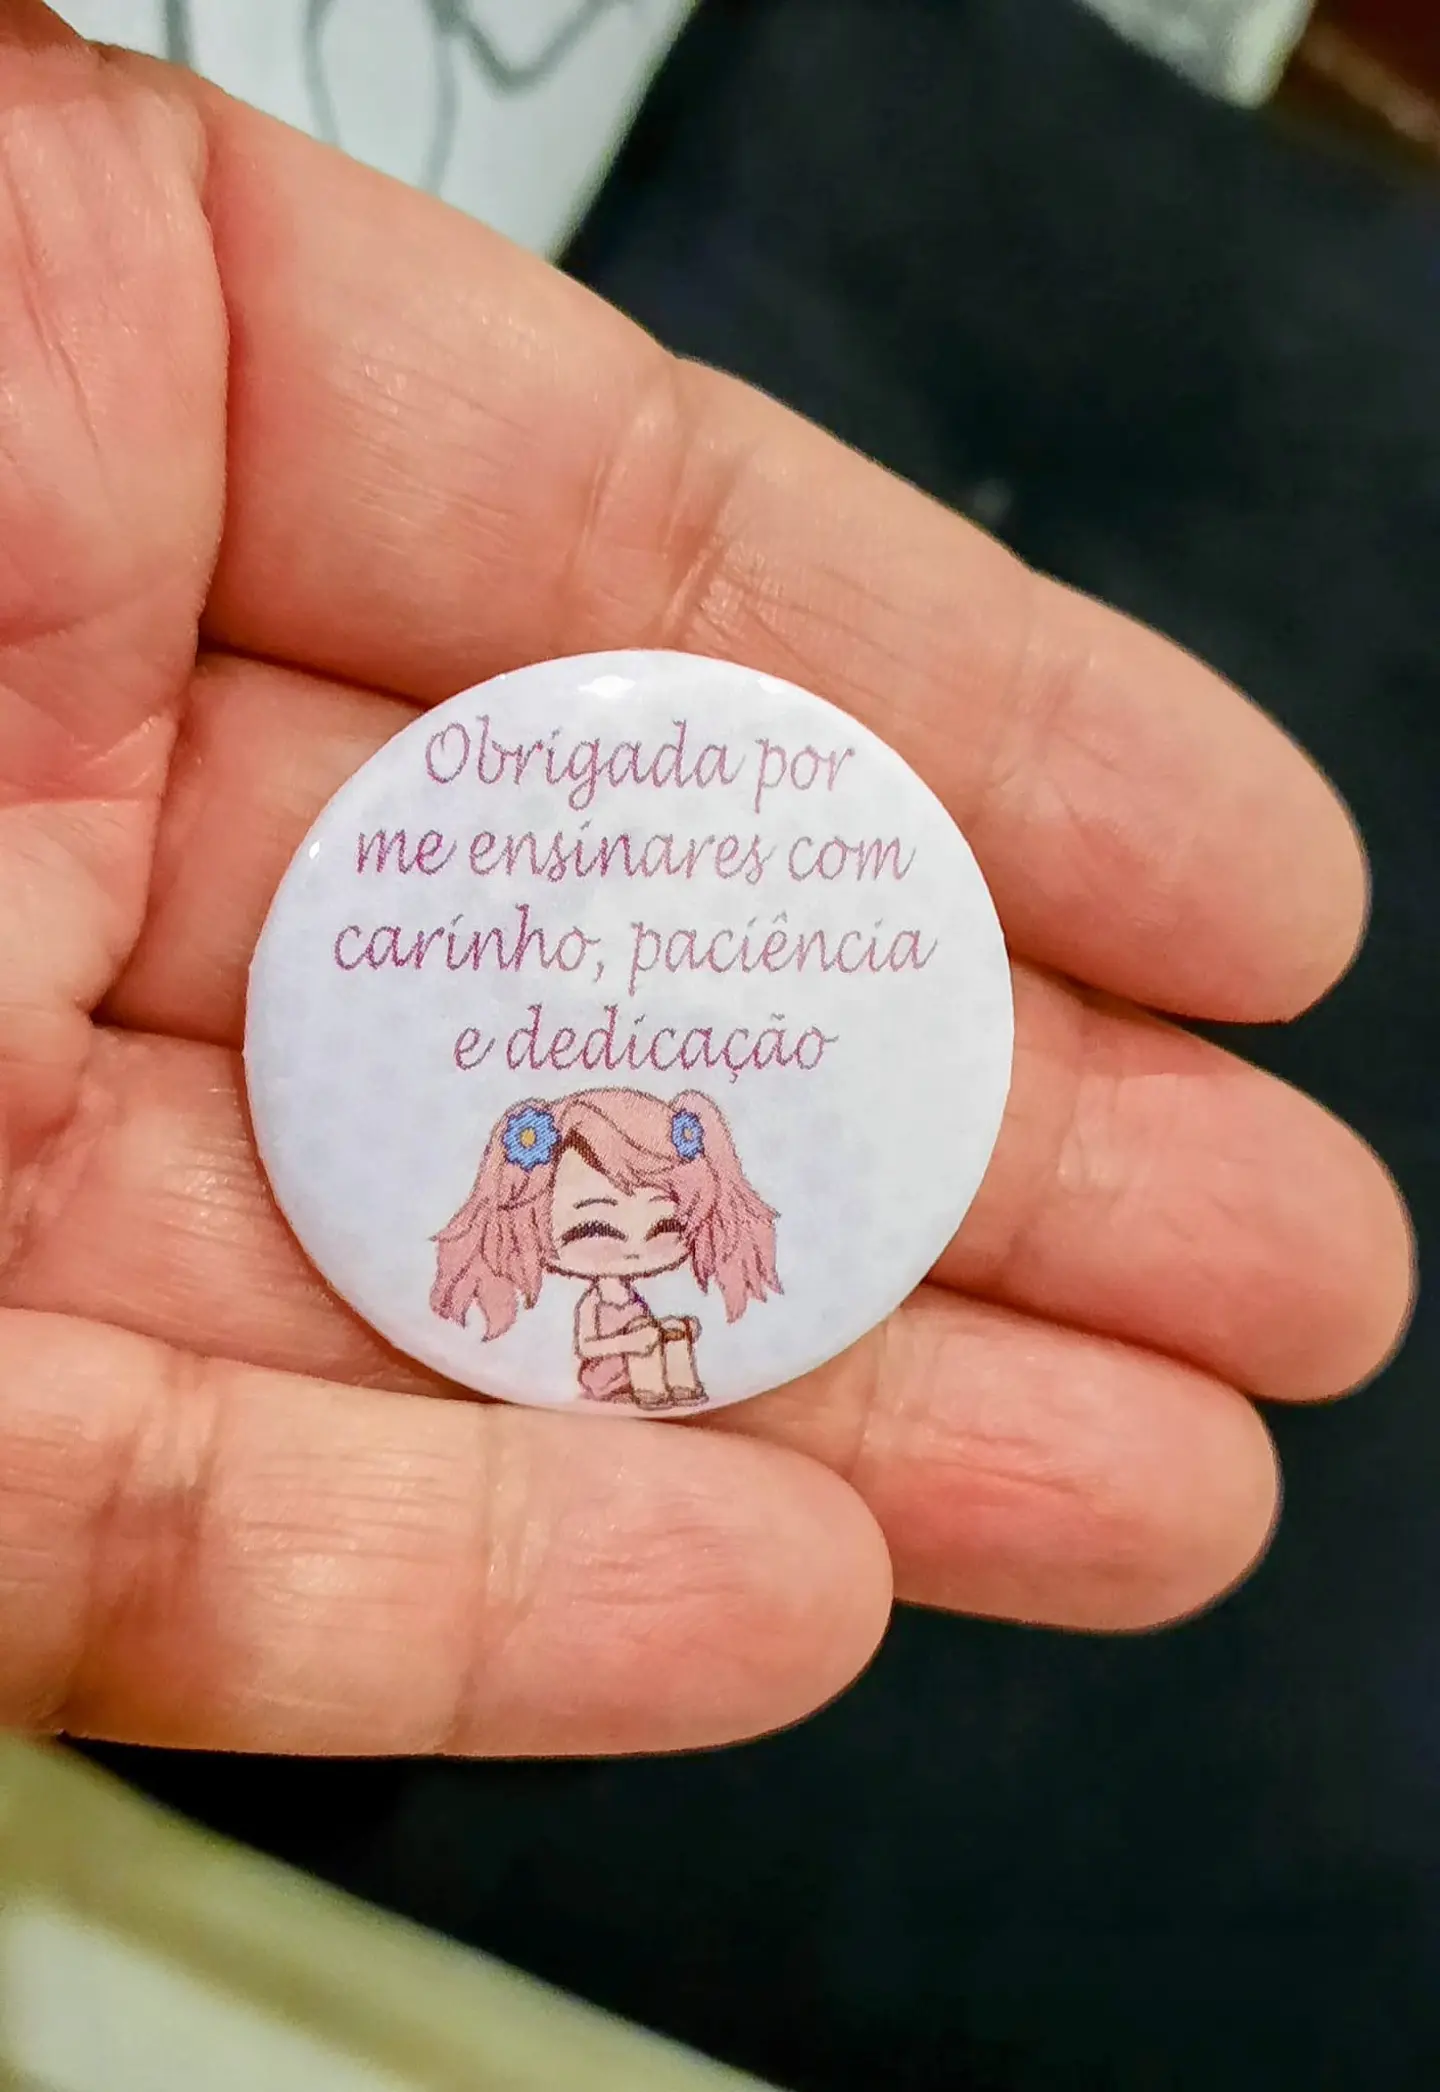 Obrigada por
me ensinares com
carinho, paciência
e dedicação